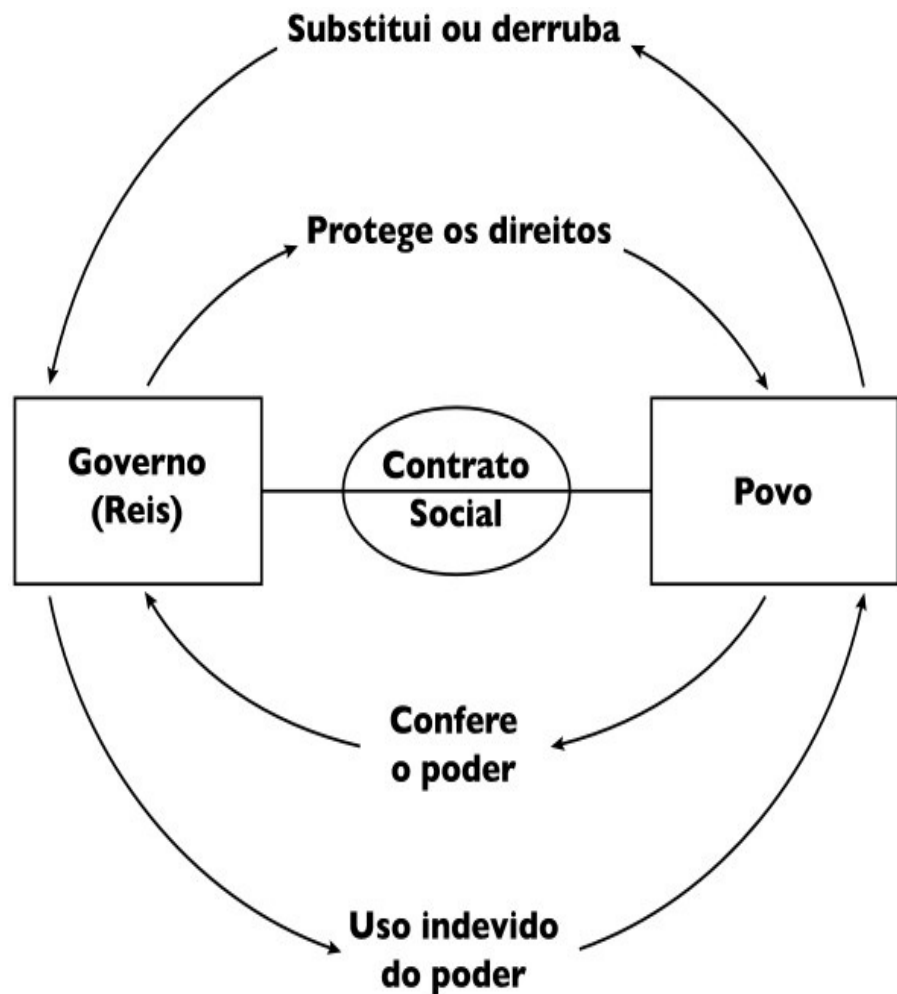 Substitui ou derruba
Protege os direitos
Governo
(Reis)
Contrato
Social
Povo
Confere
o poder
Uso indevido
do poder